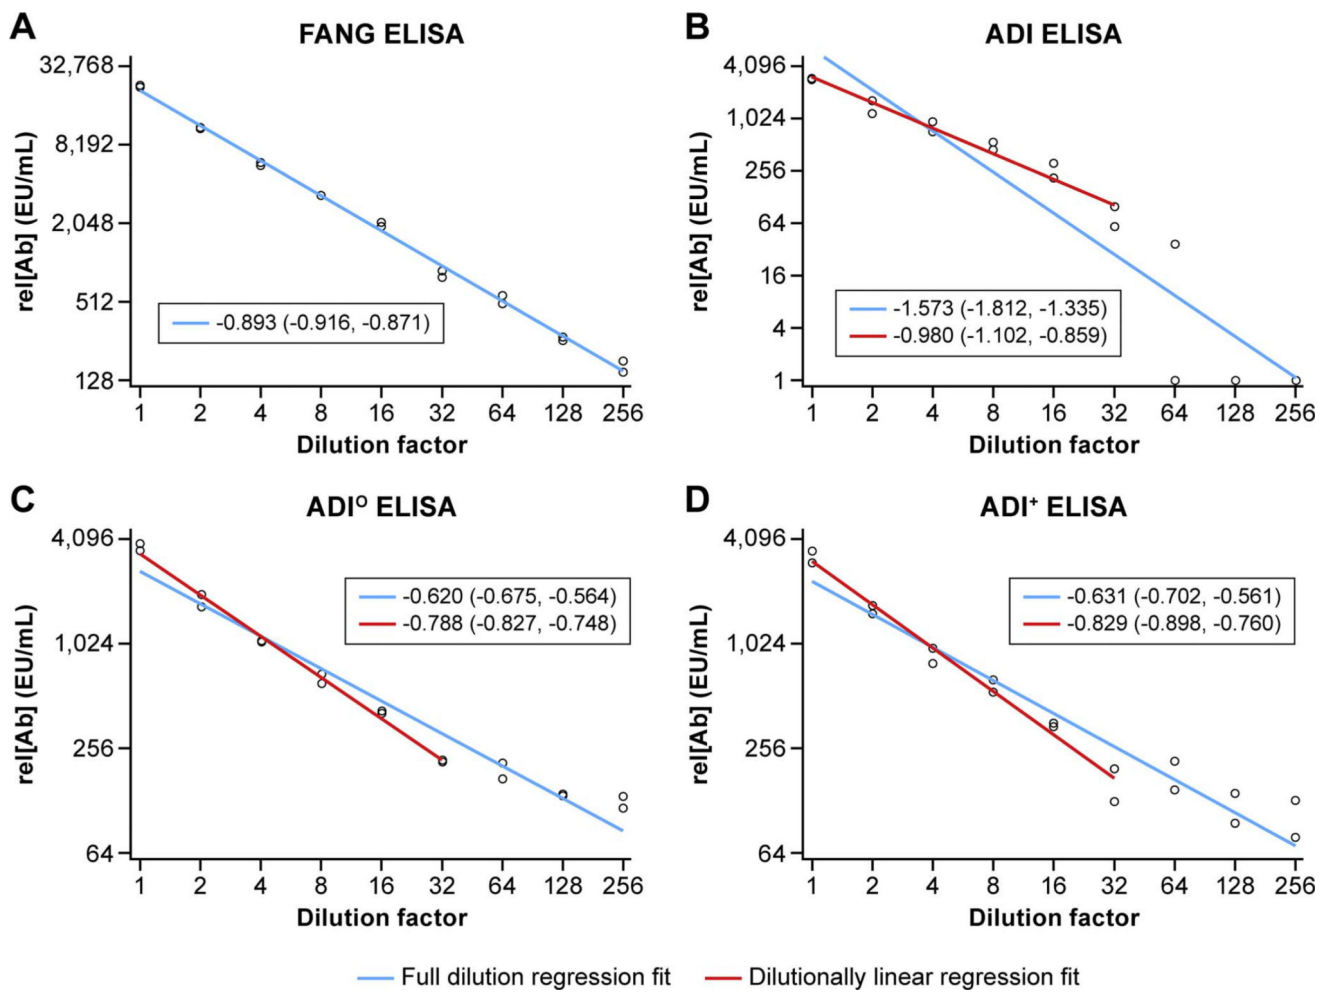 A
FANG ELISA
rel[Ab] (EU/mL)
32,768
8,192
2,048
512
128
-0.893 (-0.916, -0.871)
1 2 4 8 16 32 64 128 256
Dilution factor
B
ADI ELISA
rel[Ab] (EU/mL)
4,096
1,024
256
64
16
4
1
-1.573 (-1.812, -1.335)
-0.980 (-1.102, -0.859)
1 2 4 8 16 32 64 128 256
Dilution factor
C
ADIᴼ ELISA
rel[Ab] (EU/mL)
4,096
1,024
256
64
-0.620 (-0.675, -0.564)
-0.788 (-0.827, -0.748)
1 2 4 8 16 32 64 128 256
Dilution factor
D
ADI⁺ ELISA
rel[Ab] (EU/mL)
4,096
1,024
256
64
-0.631 (-0.702, -0.561)
-0.829 (-0.898, -0.760)
1 2 4 8 16 32 64 128 256
Dilution factor
Full dilution regression fit
Dilutionally linear regression fit